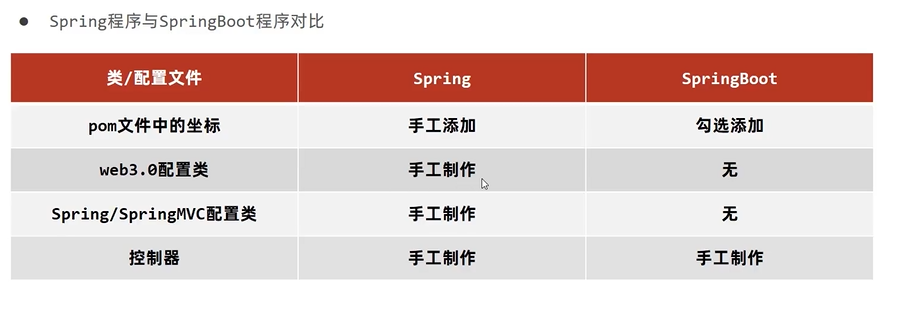 ● Spring程序与SpringBoot程序对比
类/配置文件 Spring SpringBoot
pom文件中的坐标 手工添加 勾选添加
web3.0配置类 手工制作 无
Spring/SpringMVC配置类 手工制作 无
控制器 手工制作 手工制作